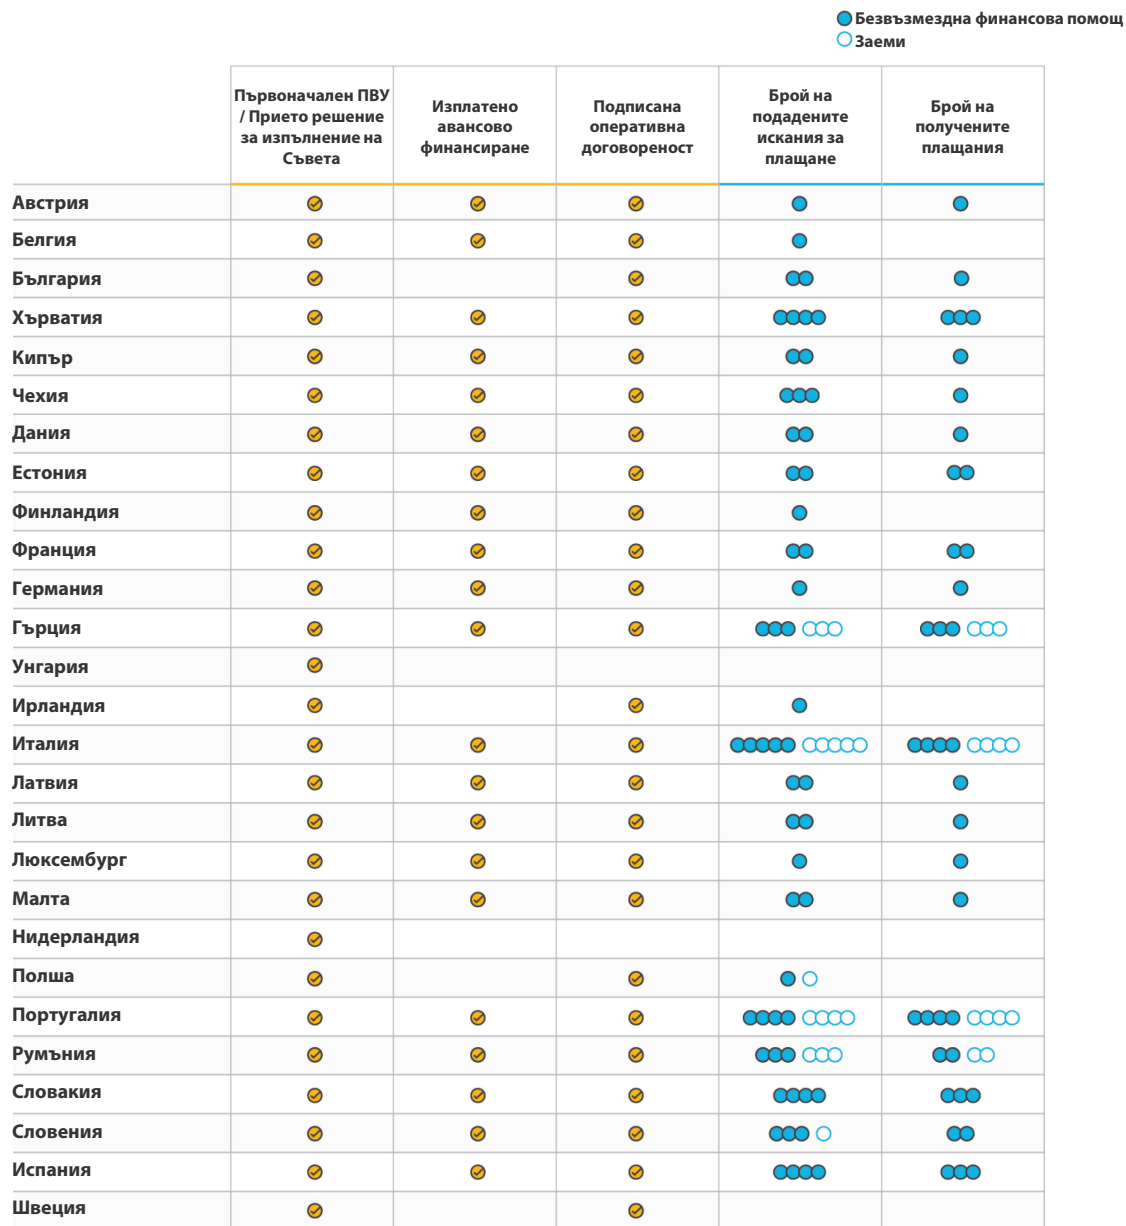 Безвъзмездна финансова помощ
Заеми
Първоначален ПВУ
/ Прието решение
за изпълнение на
Съвета
Изплатено
авансово
финансиране
Подписана
оперативна
договореност
Брой на
подадените
искания за
плащане
Брой на
получените
плащания
Австрия
Белгия
България
Хърватия
Кипър
Чехия
Дания
Естония
Финландия
Франция
Германия
Гърция
Унгария
Ирландия
Италия
Латвия
Литва
Люксембург
Малта
Нидерландия
Полша
Португалия
Румъния
Словакия
Словения
Испания
Швеция